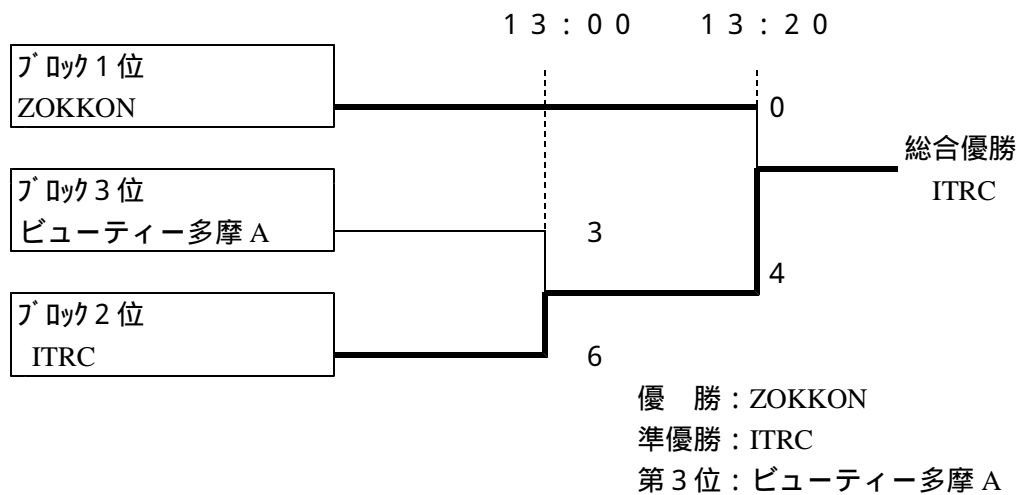 13:00 13:20
ﾌﾞﾛｯｸ1位
ZOKKON
0
総合優勝
ITRC
ﾌﾞﾛｯｸ3位
ビューティー多摩A
3
4
ﾌﾞﾛｯｸ2位
ITRC
6
優 勝:ZOKKON
準優勝:ITRC
第3位:ビューティー多摩A